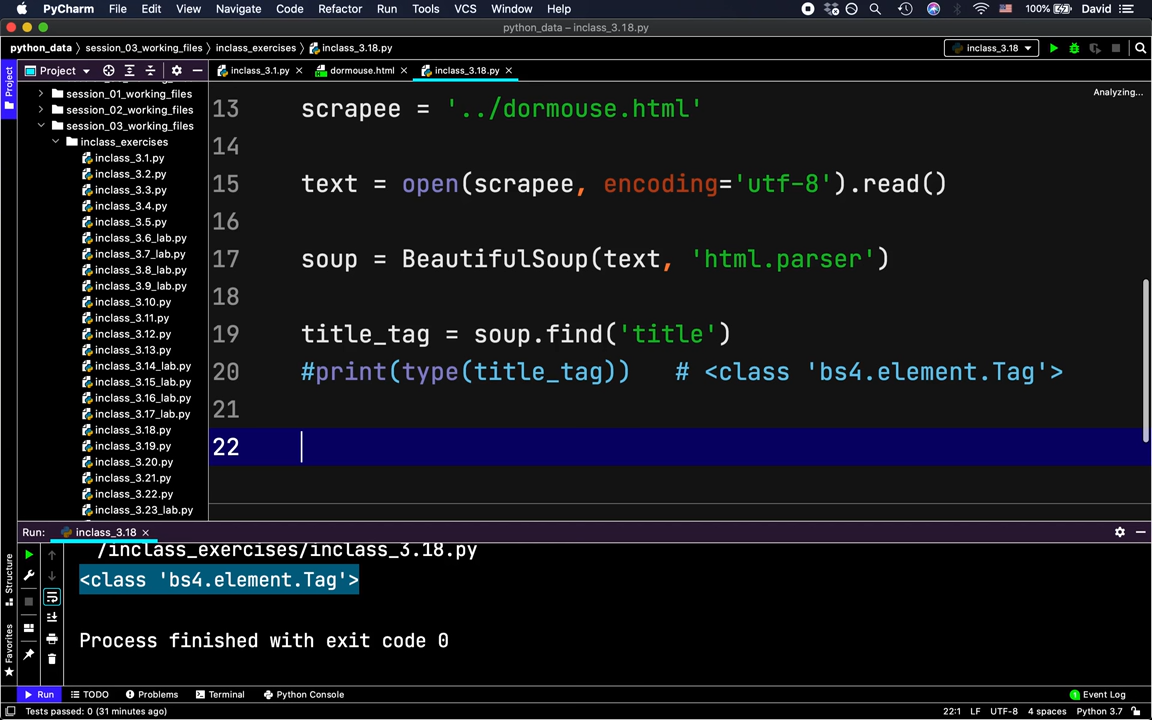 PyCharm File Edit View Navigate Code Refactor Run Tools VCS Window Help 100% David
python_data – inclass_3.18.py
python_data session_03_working_files inclass_exercises inclass_3.18.py inclass_3.18
Project Project inclass_3.1.py dormouse.html inclass_3.18.py
Analyzing...
session_01_working_files
session_02_working_files
session_03_working_files
inclass_exercises
inclass_3.1.py
inclass_3.2.py
inclass_3.3.py
inclass_3.4.py
inclass_3.5.py
inclass_3.6_lab.py
inclass_3.7_lab.py
inclass_3.8_lab.py
inclass_3.9_lab.py
inclass_3.10.py
inclass_3.11.py
inclass_3.12.py
inclass_3.13.py
inclass_3.14_lab.py
inclass_3.15_lab.py
inclass_3.16_lab.py
inclass_3.17_lab.py
inclass_3.18.py
inclass_3.19.py
inclass_3.20.py
inclass_3.21.py
inclass_3.22.py
inclass_3.23_lab.py
13 scrapee = '../dormouse.html'
14
15 text = open(scrapee, encoding='utf-8').read()
16
17 soup = BeautifulSoup(text, 'html.parser')
18
19 title_tag = soup.find('title')
20 #print(type(title_tag)) # <class 'bs4.element.Tag'>
21
22
Run: inclass_3.18
/inclass_exercises/inclass_3.18.py
<class 'bs4.element.Tag'>
Process finished with exit code 0
Structure
Favorites
Run TODO Problems Terminal Python Console Event Log
1
Tests passed: 0 (31 minutes ago) 22:1 LF UTF-8 4 spaces Python 3.7